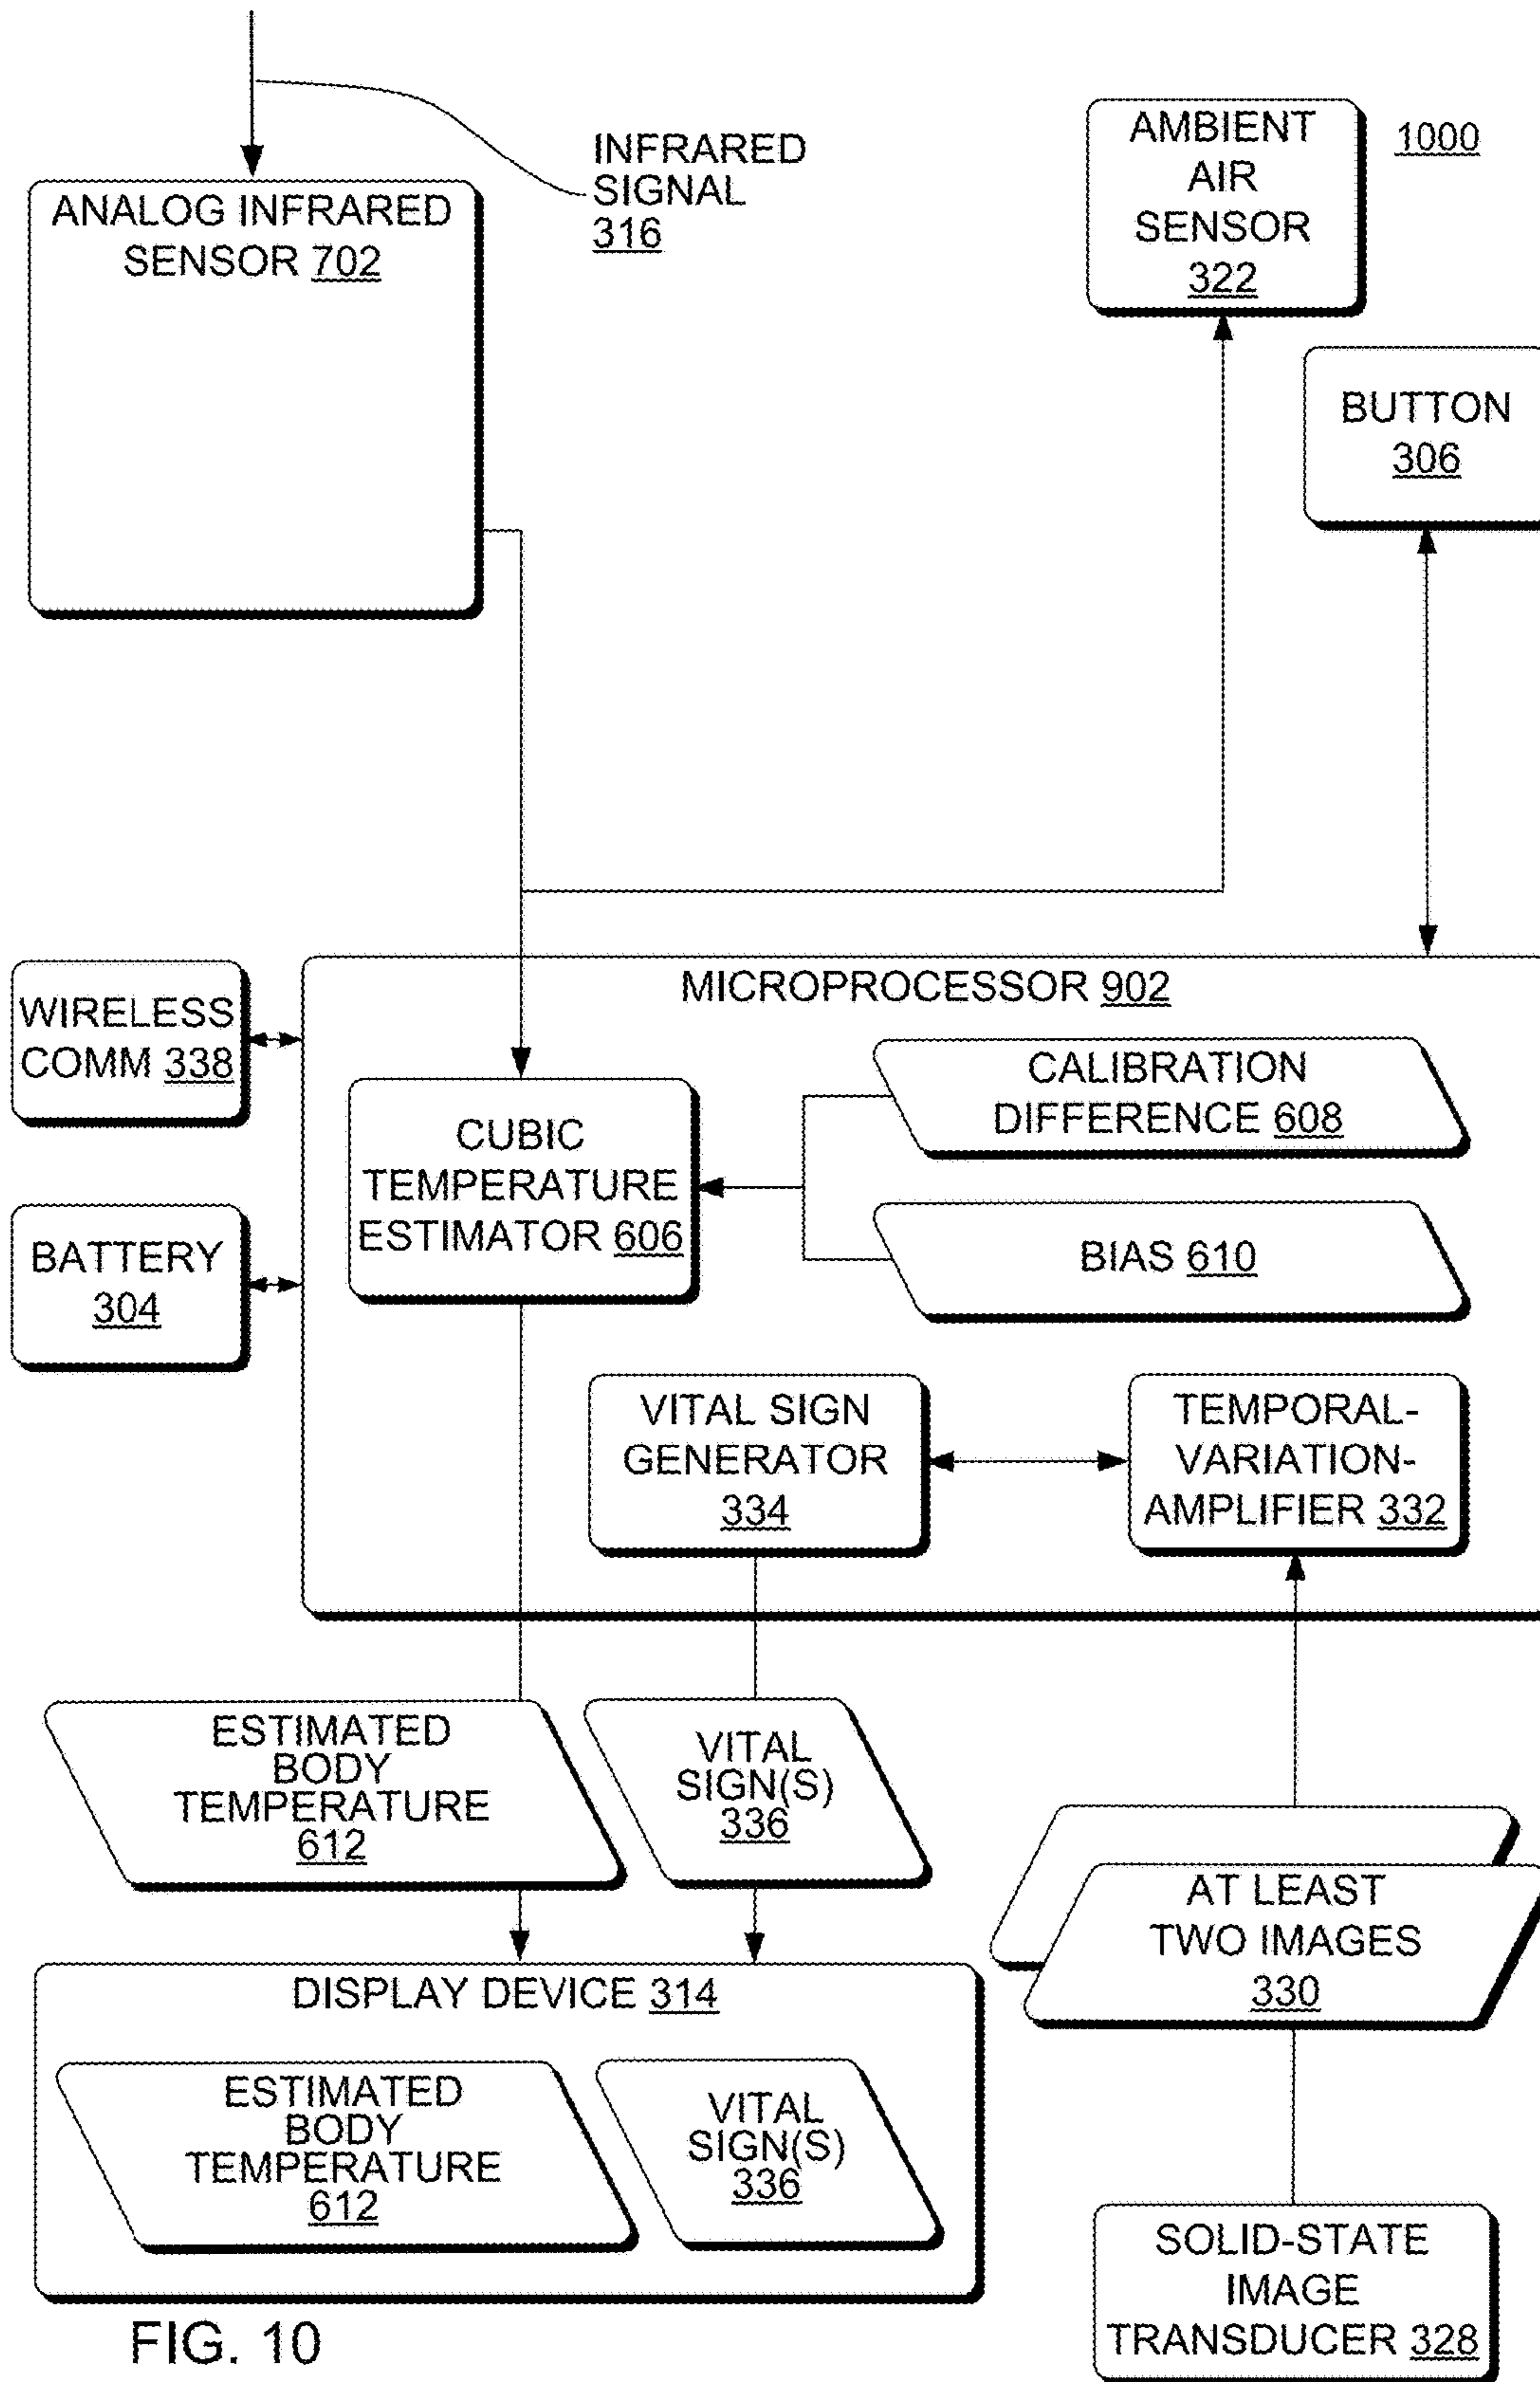 INFRARED
SIGNAL
316
AMBIENT
AIR
SENSOR
322
1000
ANALOG INFRARED
SENSOR 702
BUTTON
306
MICROPROCESSOR 902
WIRELESS
COMM 338
BATTERY
304
CUBIC
TEMPERATURE
ESTIMATOR 606
CALIBRATION
DIFFERENCE 608
BIAS 610
VITAL SIGN
GENERATOR
334
TEMPORAL-
VARIATION-
AMPLIFIER 332
ESTIMATED
BODY
TEMPERATURE
612
VITAL
SIGN(S)
336
AT LEAST
TWO IMAGES
330
DISPLAY DEVICE 314
ESTIMATED
BODY
TEMPERATURE
612
VITAL
SIGN(S)
336
SOLID-STATE
IMAGE
TRANSDUCER 328
FIG. 10